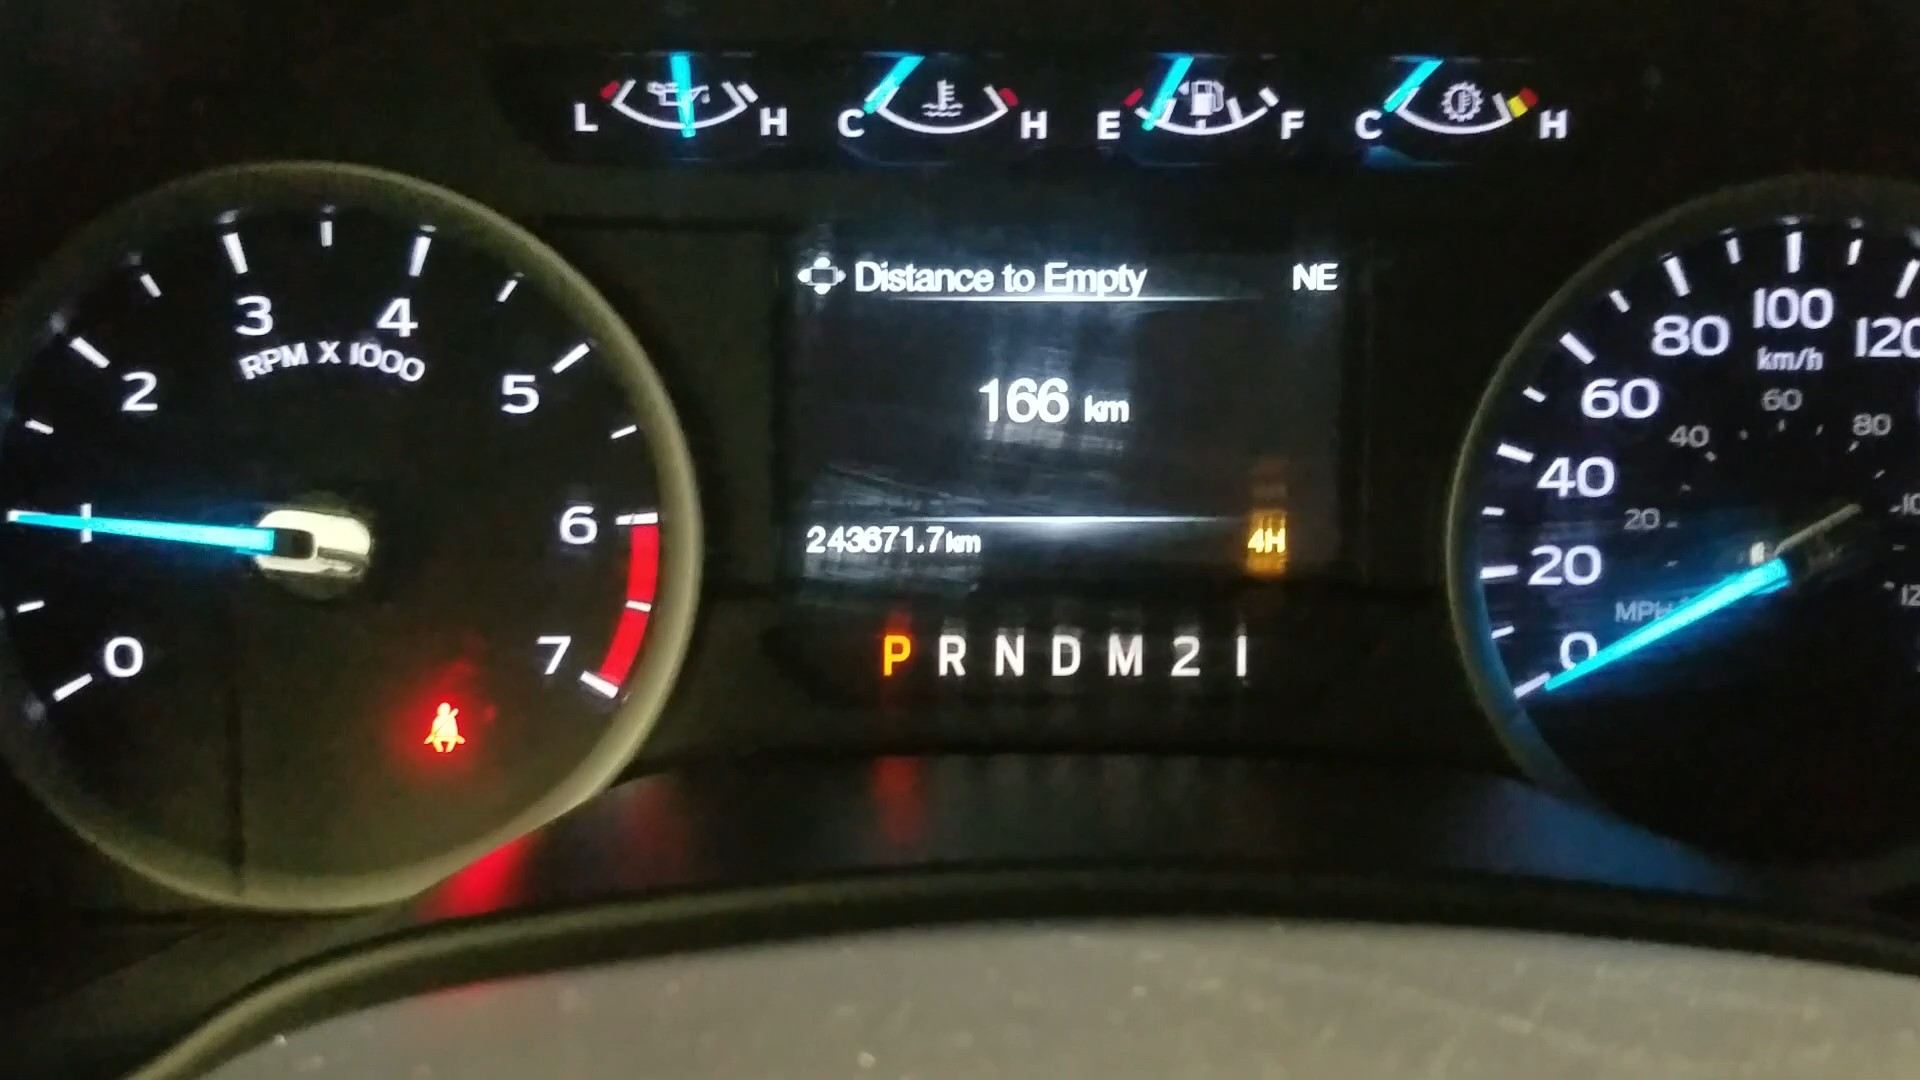 L H C H E F C H
Distance to Empty NE
166 km
243671.7 km 4H
P R N D M 2 1
0 2 3 4 5 6 7
RPM X 1000
0 20 40 60 80 100 120
km/h
20 40 60 80
MPH